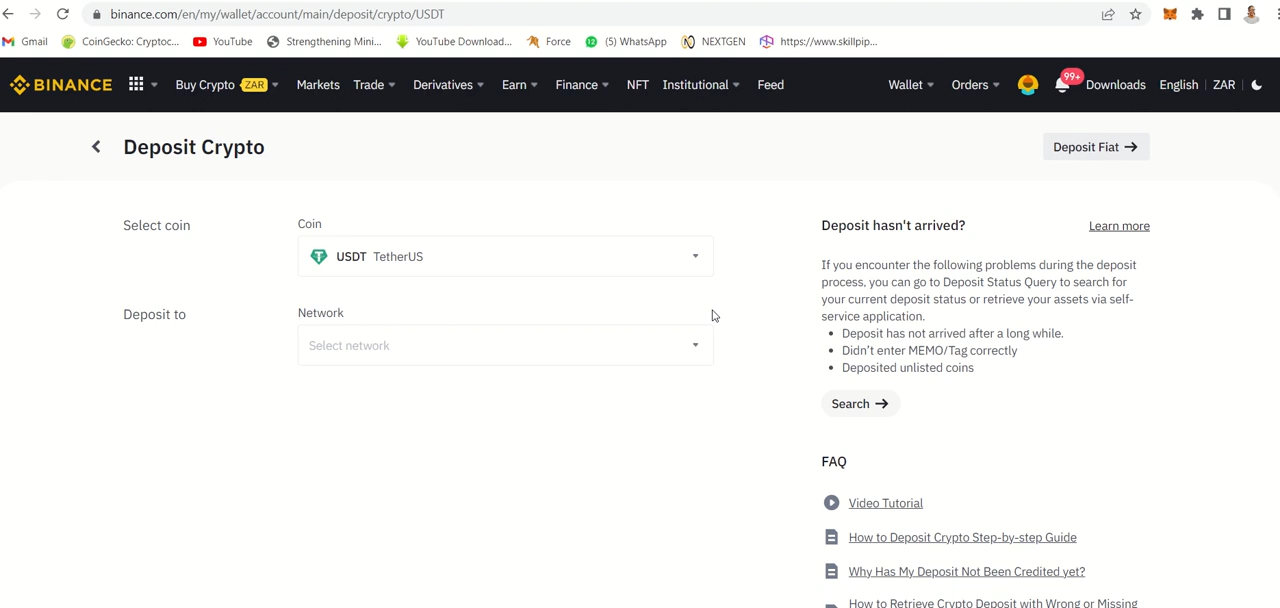 binance.com/en/my/wallet/account/main/deposit/crypto/USDT
Gmail CoinGecko: Cryptoc... YouTube Strengthening Mini... YouTube Download... Force (5) WhatsApp NEXTGEN https://www.skillpip...
BINANCE Buy Crypto ZAR Markets Trade Derivatives Earn Finance NFT Institutional Feed Wallet Orders 99+ Downloads English ZAR
Deposit Crypto
Deposit Fiat
Select coin
Coin
USDT TetherUS
Deposit to
Network
Select network
Deposit hasn't arrived?
Learn more
If you encounter the following problems during the deposit
process, you can go to Deposit Status Query to search for
your current deposit status or retrieve your assets via self-
service application.
• Deposit has not arrived after a long while.
• Didn't enter MEMO/Tag correctly
• Deposited unlisted coins
Search
FAQ
Video Tutorial
How to Deposit Crypto Step-by-step Guide
Why Has My Deposit Not Been Credited yet?
How to Retrieve Crypto Deposit with Wrong or Missing